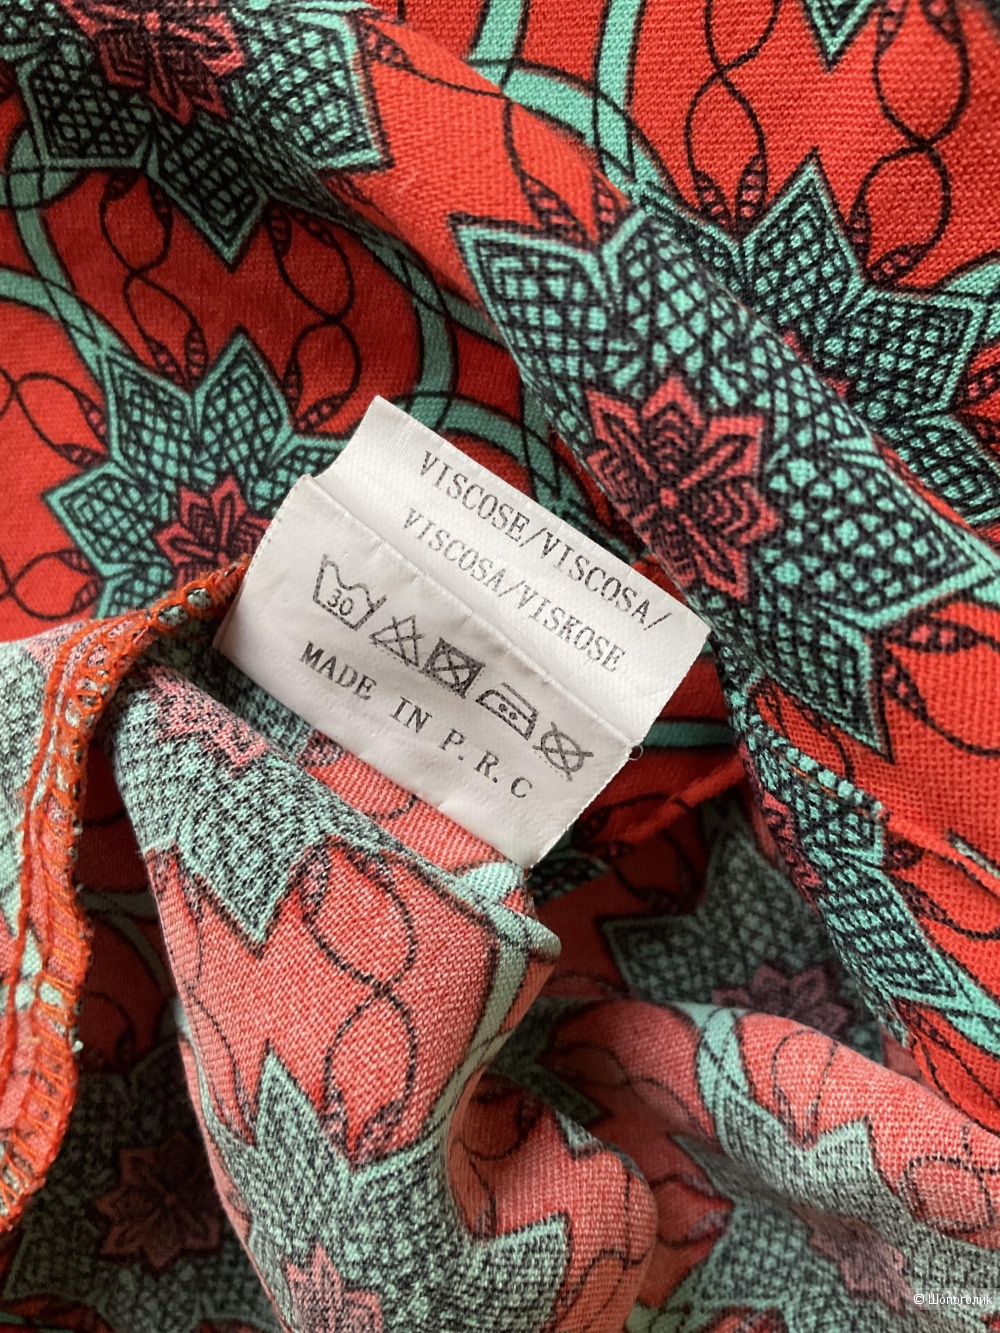 VISCOSE/VISCOSA/
VISCOSA/VISKOSE
30
MADE IN P.R.C
© Шопоголик